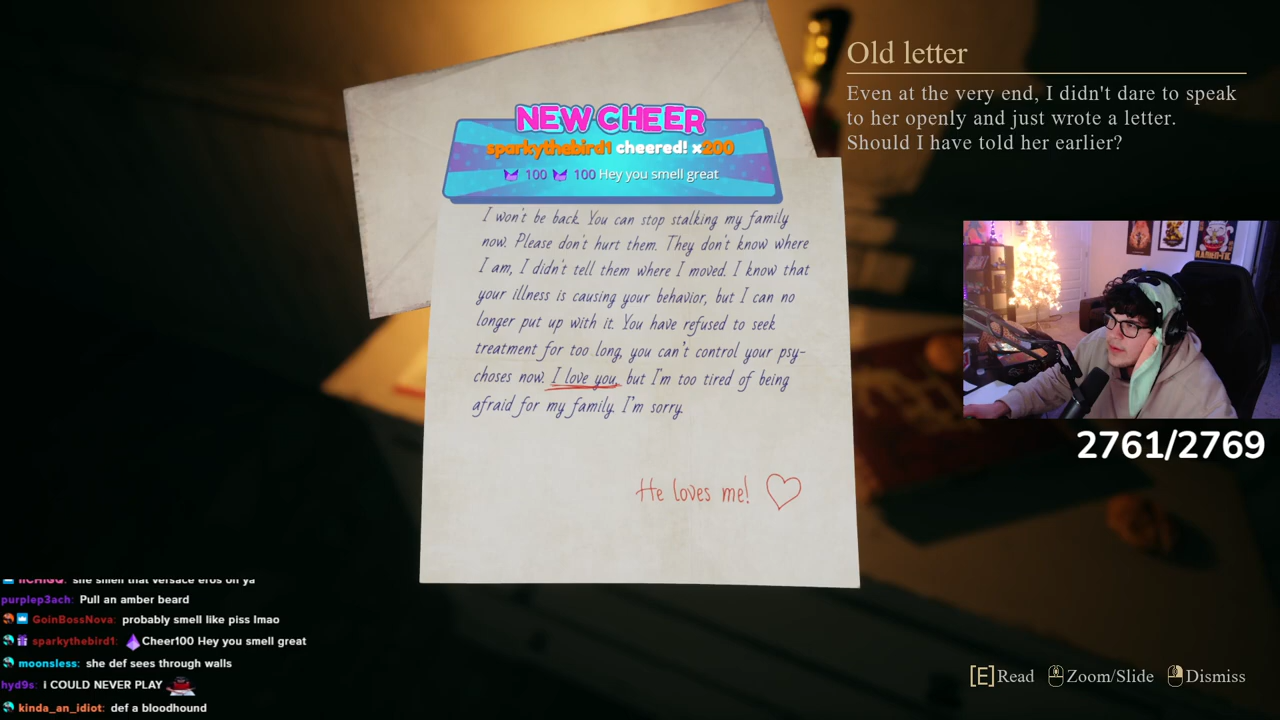 Old letter
Even at the very end, I didn't dare to speak
to her openly and just wrote a letter.
Should I have told her earlier?
NEW CHEER
sparkythebird1 cheered! x200
100 100 Hey you smell great
I won't be back. You can stop stalking my family
now. Please don't hurt them. They don't know where
I am, I didn't tell them where I moved. I know that
your illness is causing your behavior, but I can no
longer put up with it. You have refused to seek
treatment for too long, you can't control your psy-
choses now. I love you, but I'm too tired of being
afraid for my family. I'm sorry.
He loves me!
2761/2769
she smell that versace eros on ya
purplep3ach: Pull an amber beard
GoinBossNova: probably smell like piss lmao
sparkythebird1: Cheer100 Hey you smell great
moonsless: she def sees through walls
hyd9s: i COULD NEVER PLAY
kinda_an_idiot: def a bloodhound
[E]Read Zoom/Slide Dismiss